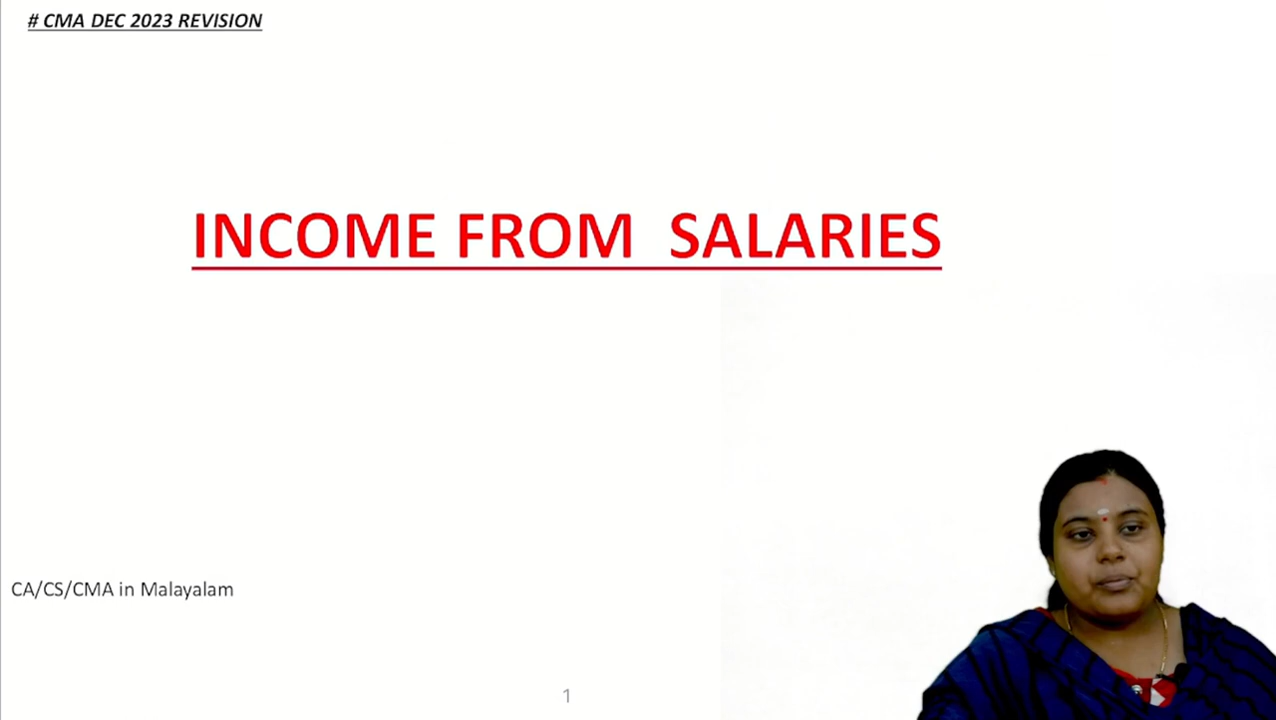 # CMA DEC 2023 REVISION
INCOME FROM SALARIES
CA/CS/CMA in Malayalam
1